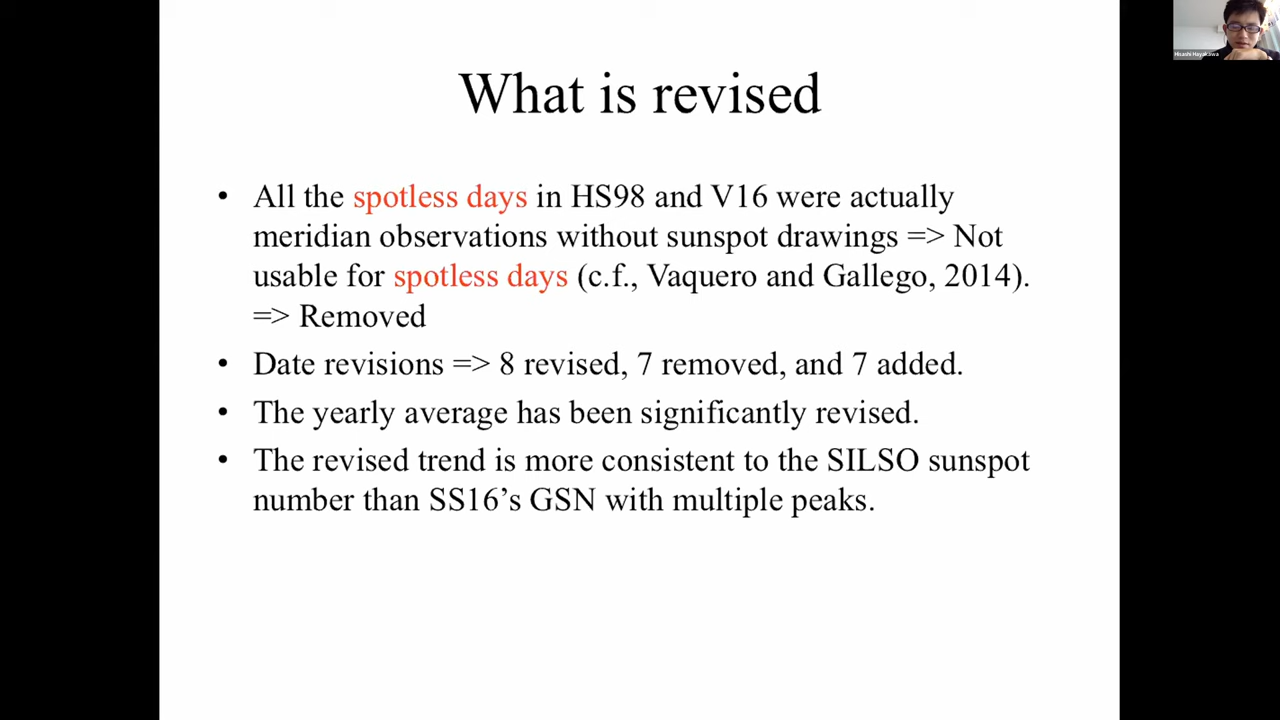 Hisashi Hayakawa
What is revised
• All the spotless days in HS98 and V16 were actually
meridian observations without sunspot drawings => Not
usable for spotless days (c.f., Vaquero and Gallego, 2014).
=> Removed
• Date revisions => 8 revised, 7 removed, and 7 added.
• The yearly average has been significantly revised.
• The revised trend is more consistent to the SILSO sunspot
number than SS16’s GSN with multiple peaks.